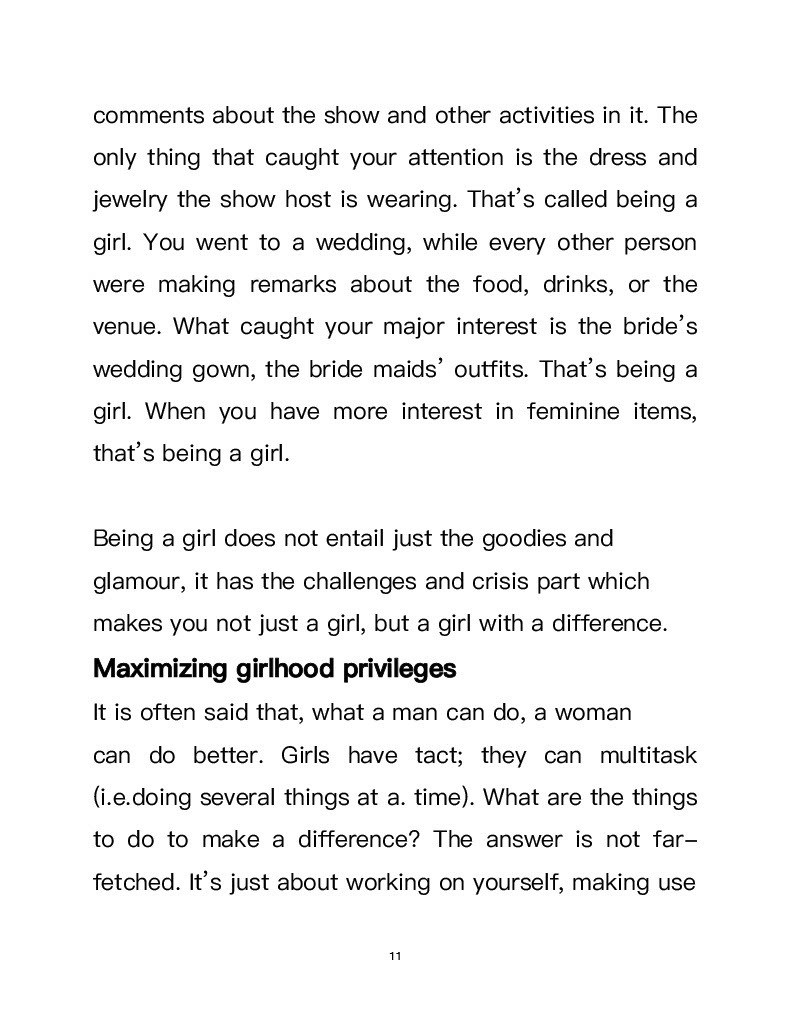 comments about the show and other activities in it. The
only thing that caught your attention is the dress and
jewelry the show host is wearing. That's called being a
girl. You went to a wedding, while every other person
were making remarks about the food, drinks, or the
venue. What caught your major interest is the bride's
wedding gown, the bride maids' outfits. That's being a
girl. When you have more interest in feminine items,
that's being a girl.
Being a girl does not entail just the goodies and
glamour, it has the challenges and crisis part which
makes you not just a girl, but a girl with a difference.
Maximizing girlhood privileges
It is often said that, what a man can do, a woman
can do better. Girls have tact; they can multitask
(i.e.doing several things at a. time). What are the things
to do to make a difference? The answer is not far–
fetched. It's just about working on yourself, making use
11